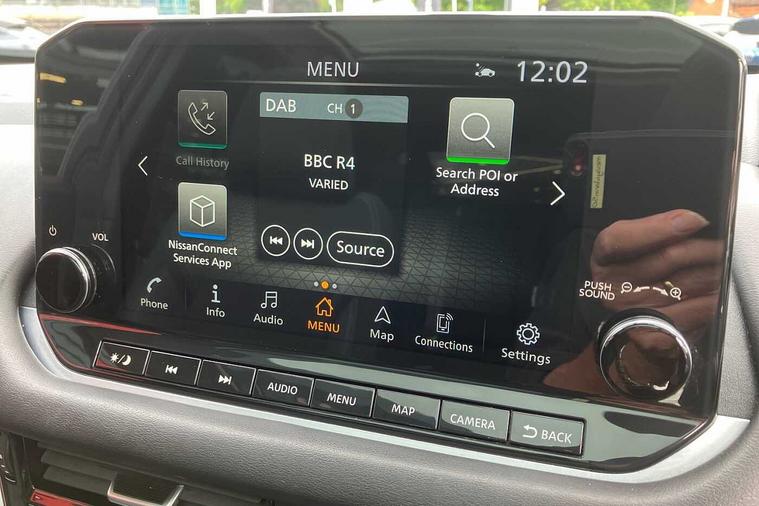 MENU
12:02
Call History
DAB CH 1
BBC R4
VARIED
Search POI or
Address
NissanConnect
Services App
Source
VOL
PUSH
SOUND
Phone
Info
Audio
MENU
Map
Connections
Settings
AUDIO
MENU
MAP
CAMERA
BACK